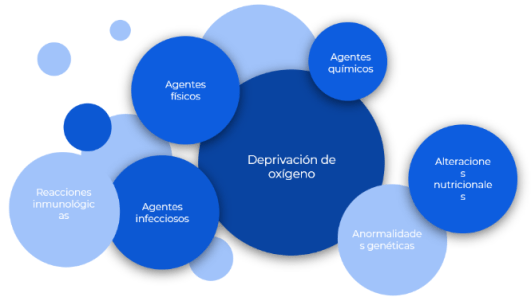 Agentes
físicos
Agentes
químicos
Deprivación de
oxígeno
Alteracione
s
nutricionale
s
Reacciones
inmunológic
as
Agentes
infecciosos
Anormalidade
s genéticas